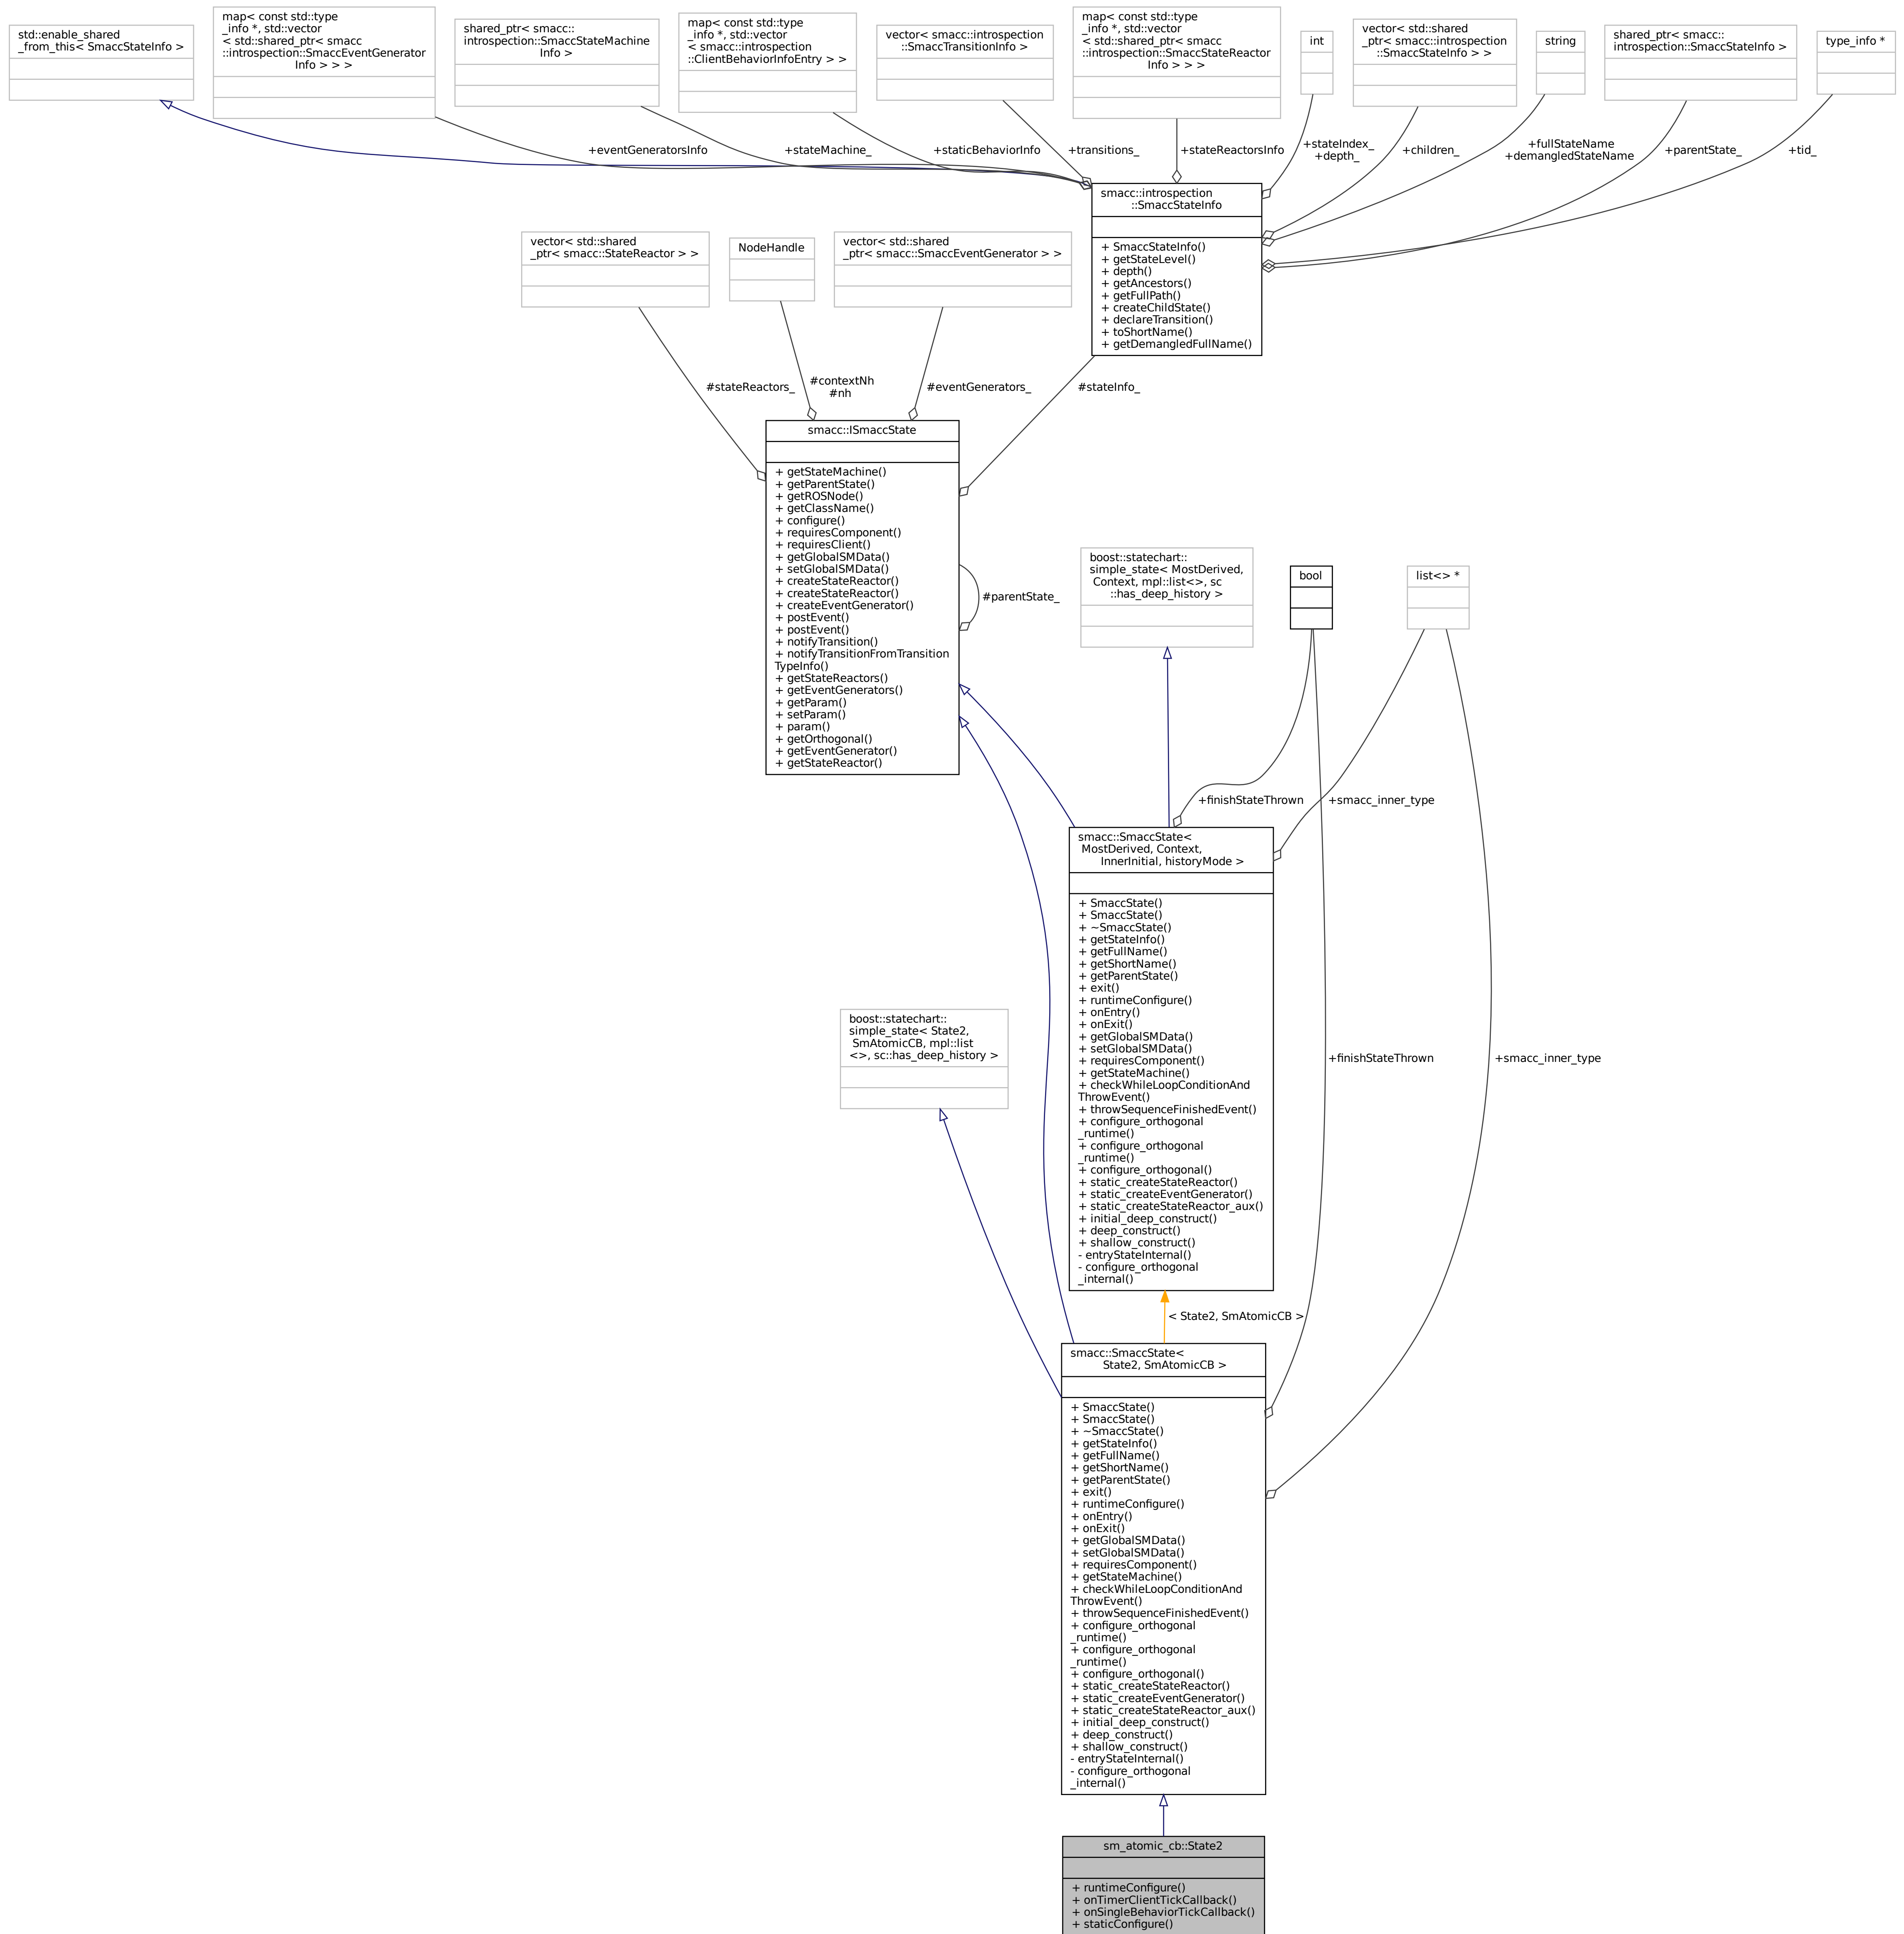 std::enable_shared
_from_this< SmaccStateInfo >
map< const std::type
_info *, std::vector
< std::shared_ptr< smacc
::introspection::SmaccEventGenerator
Info > > >
shared_ptr< smacc::
introspection::SmaccStateMachine
Info >
map< const std::type
_info *, std::vector
< smacc::introspection
::ClientBehaviorInfoEntry > >
vector< smacc::introspection
::SmaccTransitionInfo >
map< const std::type
_info *, std::vector
< std::shared_ptr< smacc
::introspection::SmaccStateReactor
Info > > >
int
vector< std::shared
_ptr< smacc::introspection
::SmaccStateInfo > >
string
shared_ptr< smacc::
introspection::SmaccStateInfo >
type_info *
+eventGeneratorsInfo
+stateMachine_
+staticBehaviorInfo
+transitions_
+stateReactorsInfo
+stateIndex_
+depth_
+children_
+fullStateName
+demangledStateName
+parentState_
+tid_
smacc::introspection
::SmaccStateInfo
+ SmaccStateInfo()
+ getStateLevel()
+ depth()
+ getAncestors()
+ getFullPath()
+ createChildState()
+ declareTransition()
+ toShortName()
+ getDemangledFullName()
vector< std::shared
_ptr< smacc::StateReactor > >
NodeHandle
vector< std::shared
_ptr< smacc::SmaccEventGenerator > >
#stateReactors_
#contextNh
#nh
#eventGenerators_
#stateInfo_
smacc::ISmaccState
+ getStateMachine()
+ getParentState()
+ getROSNode()
+ getClassName()
+ configure()
+ requiresComponent()
+ requiresClient()
+ getGlobalSMData()
+ setGlobalSMData()
+ createStateReactor()
+ createStateReactor()
+ createEventGenerator()
+ postEvent()
+ postEvent()
+ notifyTransition()
+ notifyTransitionFromTransition
TypeInfo()
+ getStateReactors()
+ getEventGenerators()
+ getParam()
+ setParam()
+ param()
+ getOrthogonal()
+ getEventGenerator()
+ getStateReactor()
#parentState_
boost::statechart::
simple_state< MostDerived,
Context, mpl::list<>, sc
::has_deep_history >
bool
list<> *
+finishStateThrown
+smacc_inner_type
smacc::SmaccState<
MostDerived, Context,
InnerInitial, historyMode >
+ SmaccState()
+ SmaccState()
+ ~SmaccState()
+ getStateInfo()
+ getFullName()
+ getShortName()
+ getParentState()
+ exit()
+ runtimeConfigure()
+ onEntry()
+ onExit()
+ getGlobalSMData()
+ setGlobalSMData()
+ requiresComponent()
+ getStateMachine()
+ checkWhileLoopConditionAnd
ThrowEvent()
+ throwSequenceFinishedEvent()
+ configure_orthogonal
_runtime()
+ configure_orthogonal
_runtime()
+ configure_orthogonal()
+ static_createStateReactor()
+ static_createEventGenerator()
+ static_createStateReactor_aux()
+ initial_deep_construct()
+ deep_construct()
+ shallow_construct()
- entryStateInternal()
- configure_orthogonal
_internal()
boost::statechart::
simple_state< State2,
SmAtomicCB, mpl::list
<>, sc::has_deep_history >
+finishStateThrown
+smacc_inner_type
< State2, SmAtomicCB >
smacc::SmaccState<
State2, SmAtomicCB >
+ SmaccState()
+ SmaccState()
+ ~SmaccState()
+ getStateInfo()
+ getFullName()
+ getShortName()
+ getParentState()
+ exit()
+ runtimeConfigure()
+ onEntry()
+ onExit()
+ getGlobalSMData()
+ setGlobalSMData()
+ requiresComponent()
+ getStateMachine()
+ checkWhileLoopConditionAnd
ThrowEvent()
+ throwSequenceFinishedEvent()
+ configure_orthogonal
_runtime()
+ configure_orthogonal
_runtime()
+ configure_orthogonal()
+ static_createStateReactor()
+ static_createEventGenerator()
+ static_createStateReactor_aux()
+ initial_deep_construct()
+ deep_construct()
+ shallow_construct()
- entryStateInternal()
- configure_orthogonal
_internal()
sm_atomic_cb::State2
+ runtimeConfigure()
+ onTimerClientTickCallback()
+ onSingleBehaviorTickCallback()
+ staticConfigure()